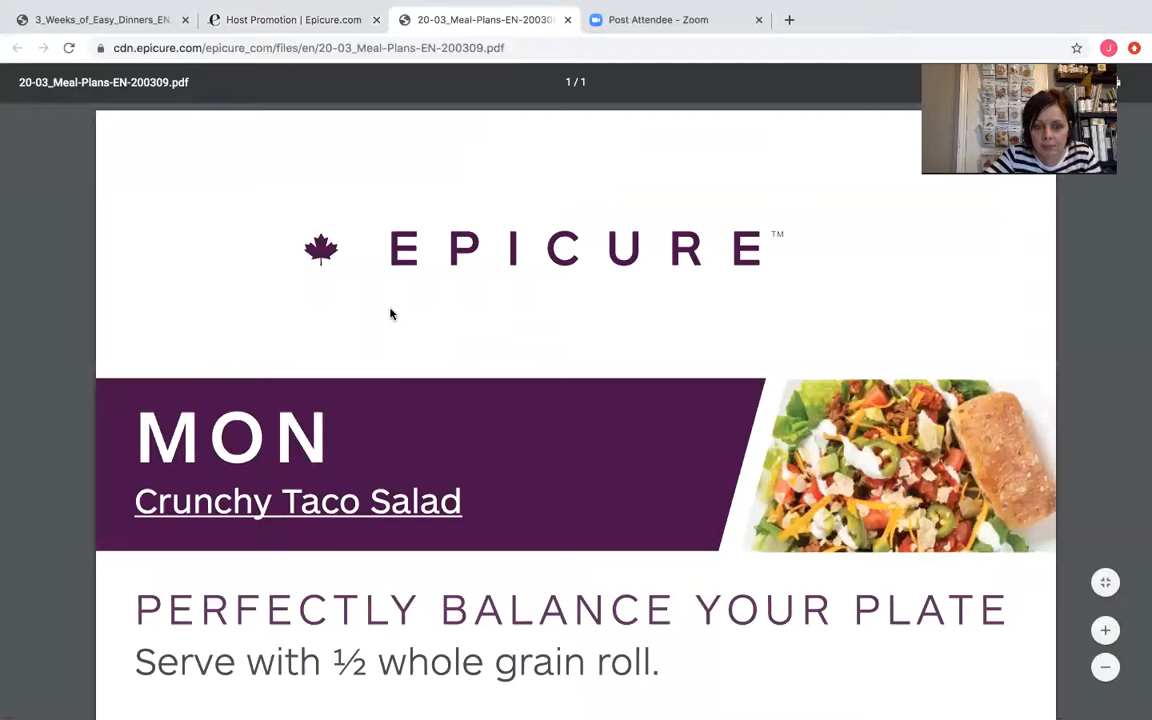 3_Weeks_of_Easy_Dinners_EN
Host Promotion | Epicure.com
20-03_Meal-Plans-EN-20030
Post Attendee - Zoom
cdn.epicure.com/epicure_com/files/en/20-03_Meal-Plans-EN-200309.pdf
J
20-03_Meal-Plans-EN-200309.pdf
1 / 1
EPICURE™
MON
Crunchy Taco Salad
PERFECTLY BALANCE YOUR PLATE
Serve with ½ whole grain roll.